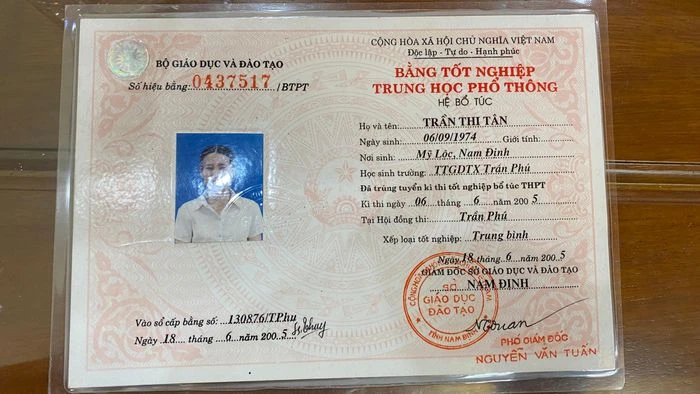 BỘ GIÁO DỤC VÀ ĐÀO TẠO
Số hiệu bằng: 0437517 /BTPT
CỘNG HÒA XÃ HỘI CHỦ NGHĨA VIỆT NAM
Độc lập - Tự do - Hạnh phúc
BẰNG TỐT NGHIỆP
TRUNG HỌC PHỔ THÔNG
HỆ BỔ TÚC
Họ và tên: TRẦN THỊ TÂN
Ngày sinh: 06/09/1974 Giới tính:
Nơi sinh: Mỹ Lộc, Nam Định
Học sinh trường: TTGDTX Trần Phú
Đã trúng tuyển kì thi tốt nghiệp bổ túc THPT
Kì thi ngày 06 tháng 6 năm 2005
Tại Hội đồng thi: Trần Phú
Xếp loại tốt nghiệp: Trung bình
Ngày 18 tháng 6 năm 2005
GIÁM ĐỐC SỞ GIÁO DỤC VÀ ĐÀO TẠO
NAM ĐỊNH
SỞ
GIÁO DỤC
ĐÀO TẠO
TỈNH NAM ĐỊNH
PHÓ GIÁM ĐỐC
NGUYỄN VĂN TUẤN
Vào sổ cấp bằng số: 130876/TPhu
Ngày 18 tháng 6 năm 2005